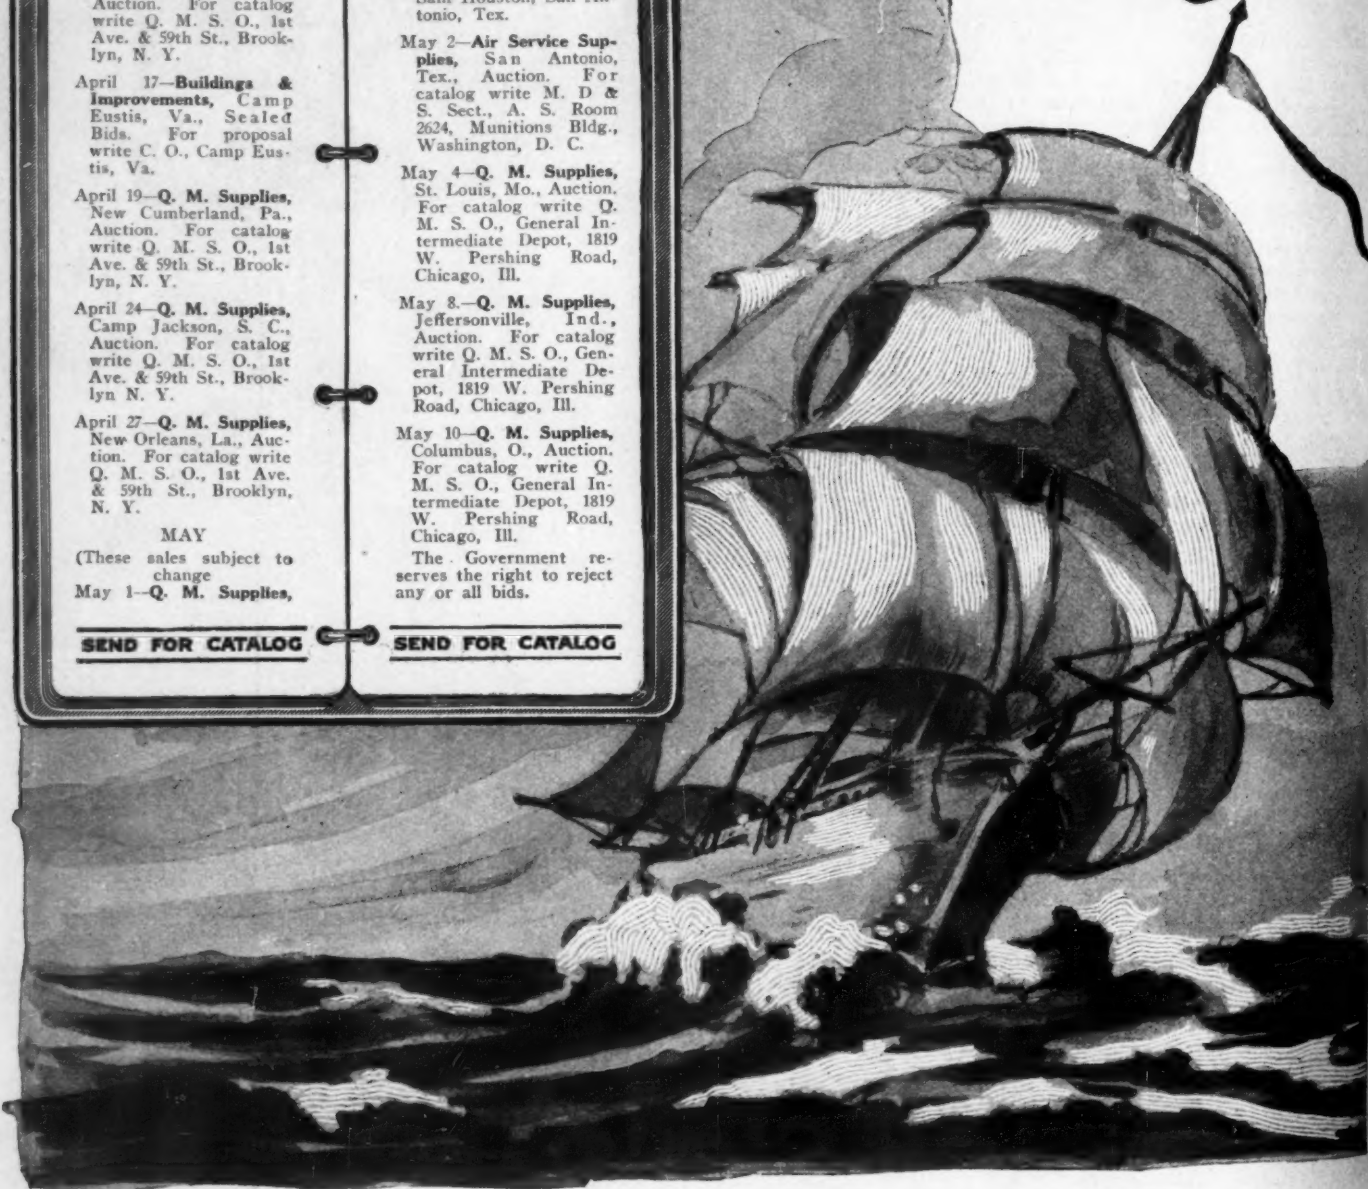 Auction. For catalog
write Q. M. S. O., 1st
Ave. & 59th St., Brook-
lyn, N. Y.
April 17—Buildings &
Improvements, Camp
Eustis, Va., Sealed
Bids. For proposal
write C. O., Camp Eus-
tis, Va.
April 19—Q. M. Supplies,
New Cumberland, Pa.,
Auction. For catalog
write Q. M. S. O., 1st
Ave. & 59th St., Brook-
lyn, N. Y.
April 24—Q. M. Supplies,
Camp Jackson, S. C.,
Auction. For catalog
write Q. M. S. O., 1st
Ave. & 59th St., Brook-
lyn N. Y.
April 27—Q. M. Supplies,
New Orleans, La., Auc-
tion. For catalog write
Q. M. S. O., 1st Ave.
& 59th St., Brooklyn,
N. Y.
MAY
(These sales subject to
change
May 1—Q. M. Supplies,
SEND FOR CATALOG
Sam Houston, San An-
tonio, Tex.
May 2—Air Service Sup-
plies, San Antonio,
Tex., Auction. For
catalog write M. D &
S. Sect., A. S. Room
2624, Munitions Bldg.,
Washington, D. C.
May 4—Q. M. Supplies,
St. Louis, Mo., Auction.
For catalog write Q.
M. S. O., General In-
termediate Depot, 1819
W. Pershing Road,
Chicago, Ill.
May 8.—Q. M. Supplies,
Jeffersonville, Ind.,
Auction. For catalog
write Q. M. S. O., Gen-
eral Intermediate De-
pot, 1819 W. Pershing
Road, Chicago, Ill.
May 10—Q. M. Supplies,
Columbus, O., Auction.
For catalog write Q.
M. S. O., General In-
termediate Depot, 1819
W. Pershing Road,
Chicago, Ill.
The Government re-
serves the right to reject
any or all bids.
SEND FOR CATALOG